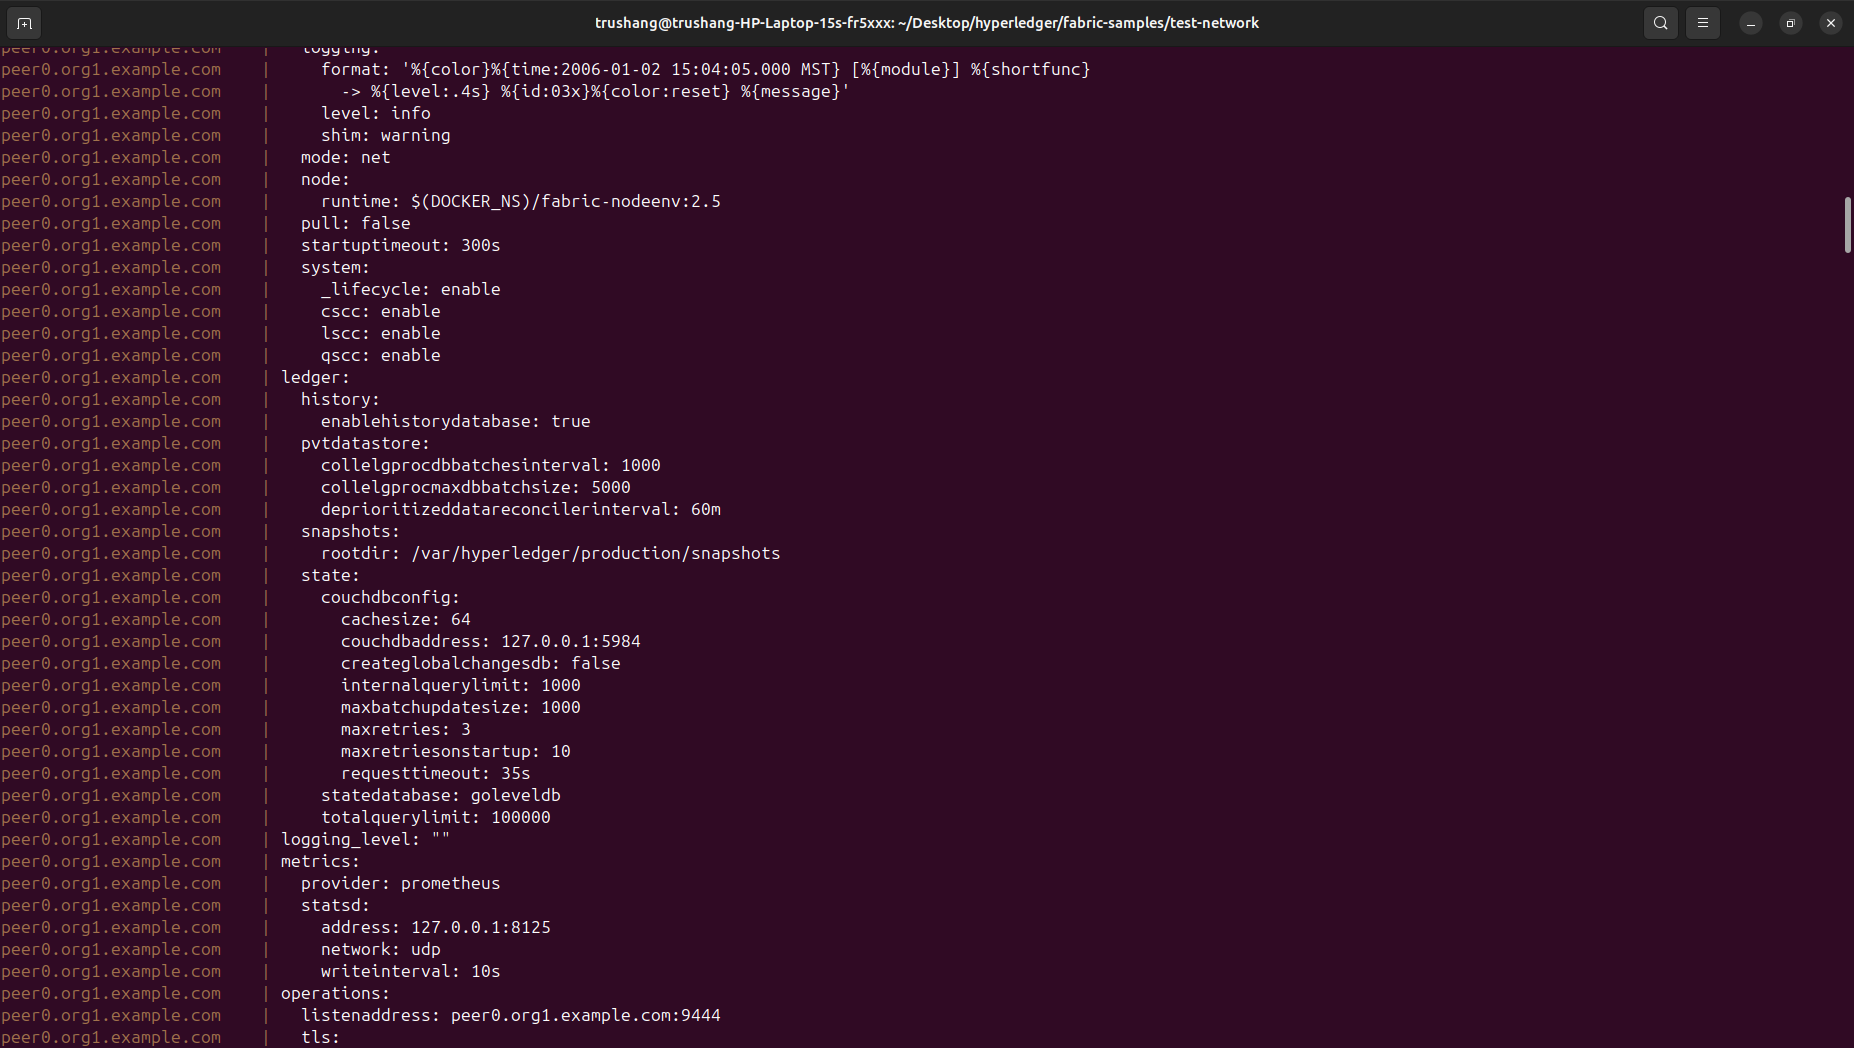 trushang@trushang-HP-Laptop-15s-fr5xxx: ~/Desktop/hyperledger/fabric-samples/test-network
peer0.org1.example.com | logging:
peer0.org1.example.com | format: '%{color}%{time:2006-01-02 15:04:05.000 MST} [%{module}] %{shortfunc}
peer0.org1.example.com | -> %{level:.4s} %{id:03x}%{color:reset} %{message}'
peer0.org1.example.com | level: info
peer0.org1.example.com | shim: warning
peer0.org1.example.com | mode: net
peer0.org1.example.com | node:
peer0.org1.example.com | runtime: $(DOCKER_NS)/fabric-nodeenv:2.5
peer0.org1.example.com | pull: false
peer0.org1.example.com | startuptimeout: 300s
peer0.org1.example.com | system:
peer0.org1.example.com | _lifecycle: enable
peer0.org1.example.com | cscc: enable
peer0.org1.example.com | lscc: enable
peer0.org1.example.com | qscc: enable
peer0.org1.example.com | ledger:
peer0.org1.example.com | history:
peer0.org1.example.com | enablehistorydatabase: true
peer0.org1.example.com | pvtdatastore:
peer0.org1.example.com | collelgprocdbbatchesinterval: 1000
peer0.org1.example.com | collelgprocmaxdbbatchsize: 5000
peer0.org1.example.com | deprioritizeddatareconcilerinterval: 60m
peer0.org1.example.com | snapshots:
peer0.org1.example.com | rootdir: /var/hyperledger/production/snapshots
peer0.org1.example.com | state:
peer0.org1.example.com | couchdbconfig:
peer0.org1.example.com | cachesize: 64
peer0.org1.example.com | couchdbaddress: 127.0.0.1:5984
peer0.org1.example.com | createglobalchangesdb: false
peer0.org1.example.com | internalquerylimit: 1000
peer0.org1.example.com | maxbatchupdatesize: 1000
peer0.org1.example.com | maxretries: 3
peer0.org1.example.com | maxretriesonstartup: 10
peer0.org1.example.com | requesttimeout: 35s
peer0.org1.example.com | statedatabase: goleveldb
peer0.org1.example.com | totalquerylimit: 100000
peer0.org1.example.com | logging_level: ""
peer0.org1.example.com | metrics:
peer0.org1.example.com | provider: prometheus
peer0.org1.example.com | statsd:
peer0.org1.example.com | address: 127.0.0.1:8125
peer0.org1.example.com | network: udp
peer0.org1.example.com | writeinterval: 10s
peer0.org1.example.com | operations:
peer0.org1.example.com | listenaddress: peer0.org1.example.com:9444
peer0.org1.example.com | tls: